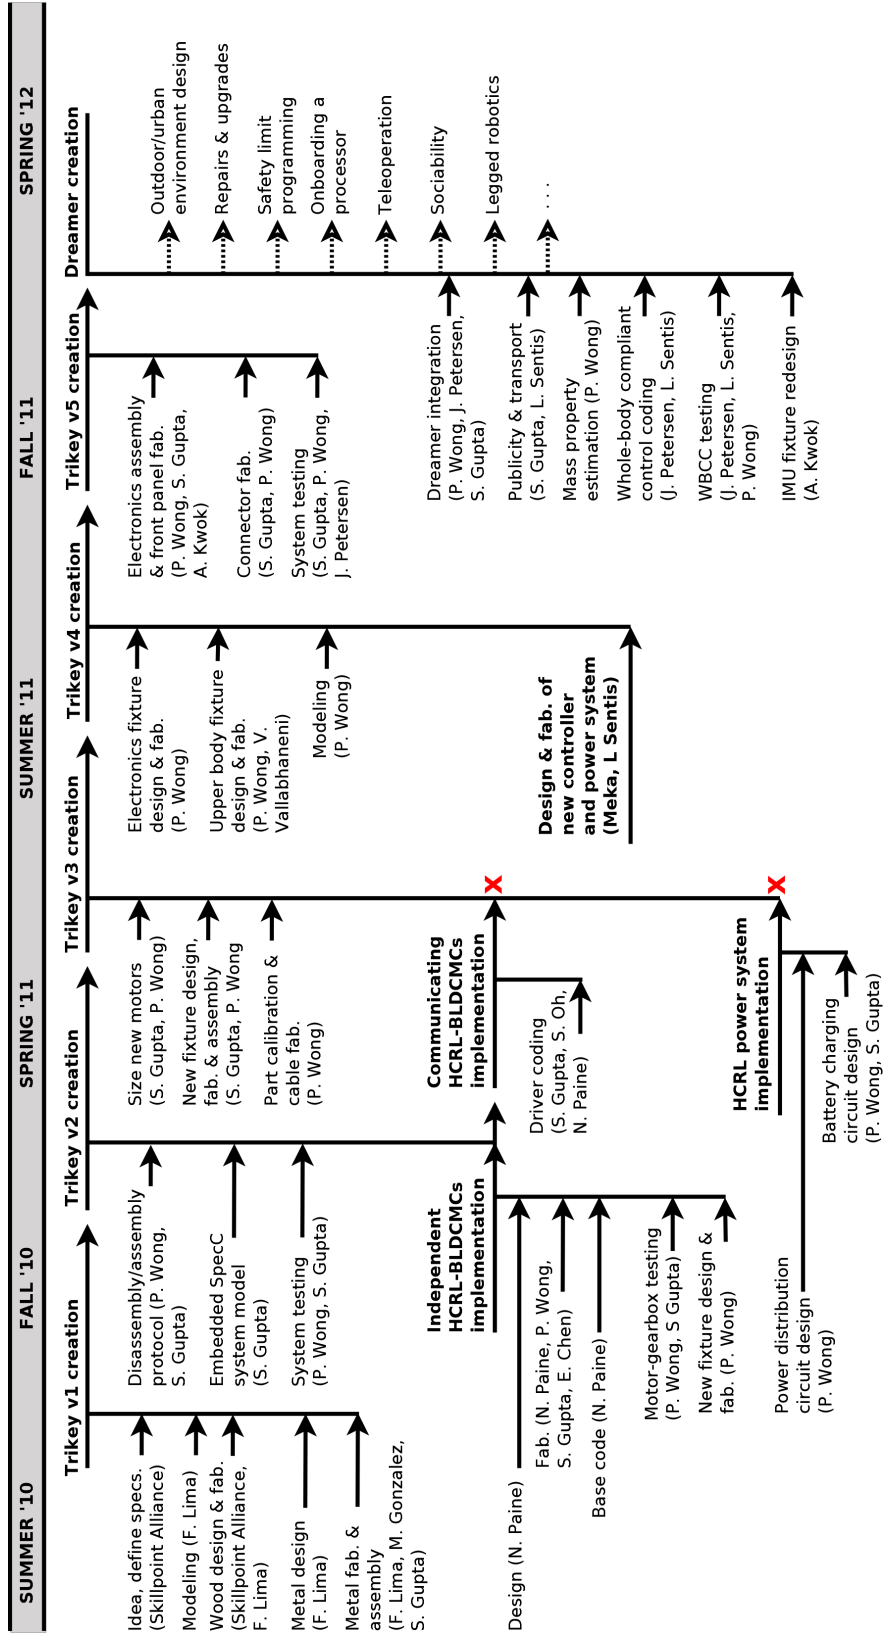 SUMMER '10
FALL '10
SPRING '11
SUMMER '11
FALL '11
SPRING '12
Trikey v1 creation
Trikey v2 creation
Trikey v3 creation
Trikey v4 creation
Trikey v5 creation
Dreamer creation
Idea, define specs.
(Skillpoint Alliance)
Modeling (F. Lima)
Wood design & fab.
(Skillpoint Alliance,
F. Lima)
Metal design
(F. Lima)
Metal fab. &
assembly
(F. Lima, M. Gonzalez,
S. Gupta)
Disassembly/assembly
protocol (P. Wong,
S. Gupta)
Embedded SpecC
system model
(S. Gupta)
System testing
(P. Wong, S. Gupta)
Independent
HCRL-BLDCMCs
implementation
Design (N. Paine)
Fab. (N. Paine, P. Wong,
S. Gupta, E. Chen)
Base code (N. Paine)
Motor-gearbox testing
(P. Wong, S Gupta)
New fixture design &
fab. (P. Wong)
Size new motors
(S. Gupta, P. Wong)
New fixture design,
fab. & assembly
(S. Gupta, P. Wong
Part calibration &
cable fab.
(P. Wong)
Communicating
HCRL-BLDCMCs
implementation
X
Driver coding
(S. Gupta, S. Oh,
N. Paine)
HCRL power system
implementation
X
Power distribution
circuit design
(P. Wong)
Battery charging
circuit design
(P. Wong, S. Gupta)
Electronics fixture
design & fab.
(P. Wong)
Upper body fixture
design & fab.
(P. Wong, V.
Vallabhaneni)
Modeling
(P. Wong)
Design & fab. of
new controller
and power system
(Meka, L Sentis)
Electronics assembly
& front panel fab.
(P. Wong, S. Gupta,
A. Kwok)
Connector fab.
(S. Gupta, P. Wong)
System testing
(S. Gupta, P. Wong,
J. Petersen)
Dreamer integration
(P. Wong, J. Petersen,
S. Gupta)
Publicity & transport
(S. Gupta, L. Sentis)
Mass property
estimation (P. Wong)
Whole-body compliant
control coding
(J. Petersen, L. Sentis)
WBCC testing
(J. Petersen, L. Sentis,
P. Wong)
IMU fixture redesign
(A. Kwok)
Outdoor/urban
environment design
Repairs & upgrades
Safety limit
programming
Onboarding a
processor
Teleoperation
Sociability
Legged robotics
. . .